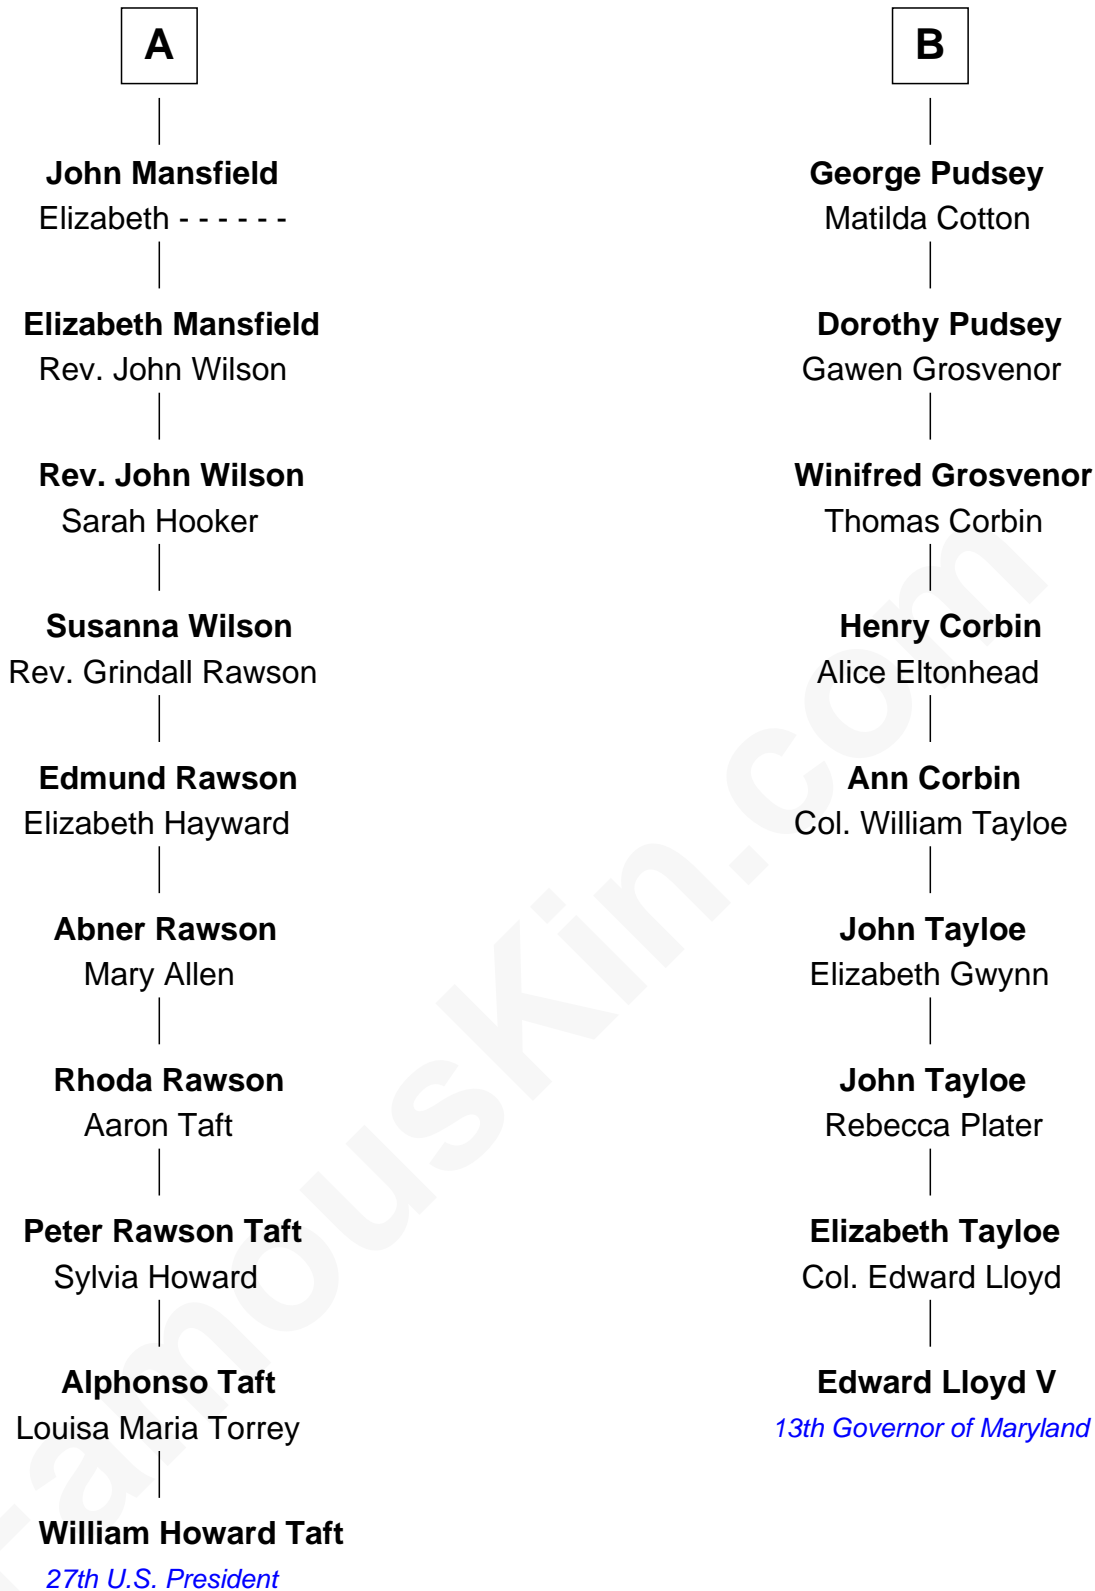 A
John Mansfield
Elizabeth - - - - - -
Elizabeth Mansfield
Rev. John Wilson
Rev. John Wilson
Sarah Hooker
Susanna Wilson
Rev. Grindall Rawson
Edmund Rawson
Elizabeth Hayward
Abner Rawson
Mary Allen
Rhoda Rawson
Aaron Taft
Peter Rawson Taft
Sylvia Howard
Alphonso Taft
Louisa Maria Torrey
William Howard Taft
27th U.S. President
B
George Pudsey
Matilda Cotton
Dorothy Pudsey
Gawen Grosvenor
Winifred Grosvenor
Thomas Corbin
Henry Corbin
Alice Eltonhead
Ann Corbin
Col. William Tayloe
John Tayloe
Elizabeth Gwynn
John Tayloe
Rebecca Plater
Elizabeth Tayloe
Col. Edward Lloyd
Edward Lloyd V
13th Governor of Maryland
FamousKin.com